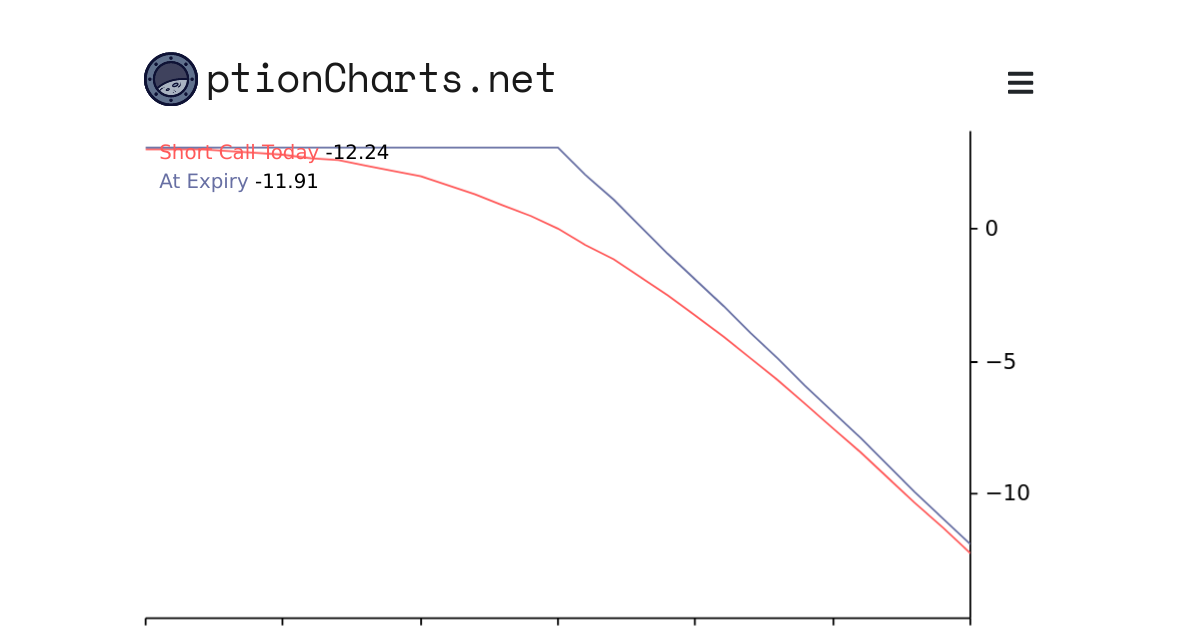 ptionCharts.net
Short Call Today -12.24
At Expiry -11.91
0
−5
−10